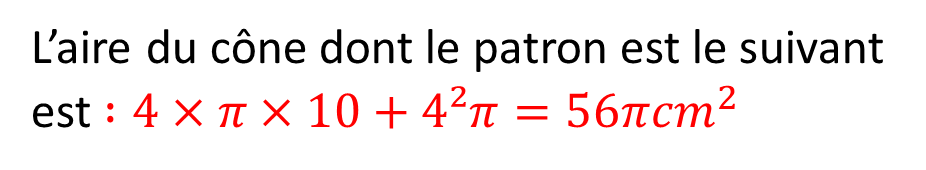 L’aire du cône dont le patron est le suivant
est : 4 × π × 10 + 4²π = 56πcm²